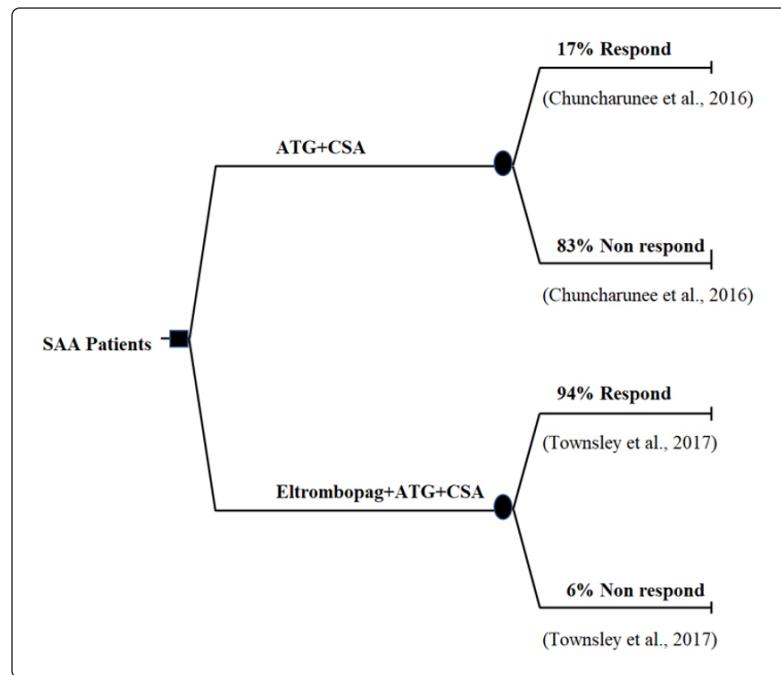 17% Respond
(Chuncharunee et al., 2016)
ATG+CSA
83% Non respond
(Chuncharunee et al., 2016)
SAA Patients
94% Respond
(Townsley et al., 2017)
Eltrombopag+ATG+CSA
6% Non respond
(Townsley et al., 2017)